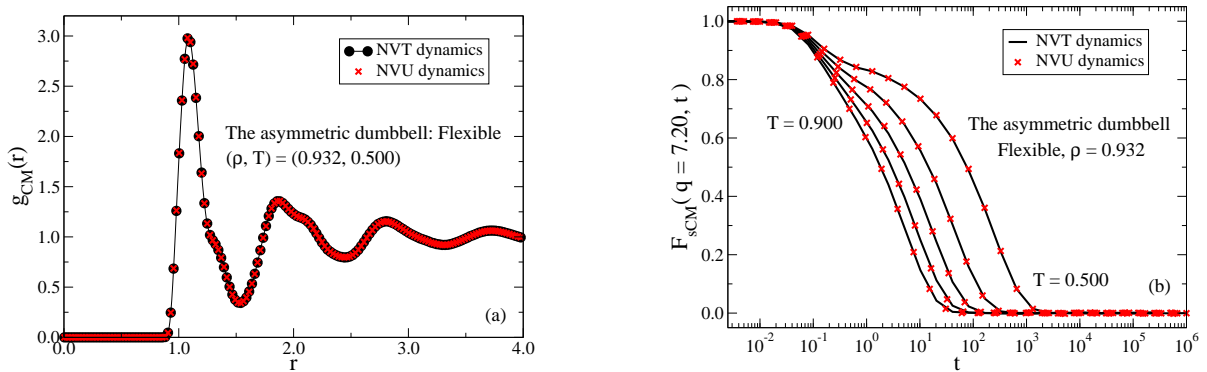 3.0
2.5
2.0
1.5
1.0
0.5
0.0
g_CM(r)
NVT dynamics
NVU dynamics
The asymmetric dumbbell: Flexible
(ρ, T) = (0.932, 0.500)
(a)
0.0 1.0 2.0 3.0 4.0
r
1.0
0.8
0.6
0.4
0.2
0.0
F_sCM( q = 7.20, t )
NVT dynamics
NVU dynamics
T = 0.900
The asymmetric dumbbell
Flexible, ρ = 0.932
T = 0.500
(b)
10^-2 10^-1 10^0 10^1 10^2 10^3 10^4 10^5 10^6
t